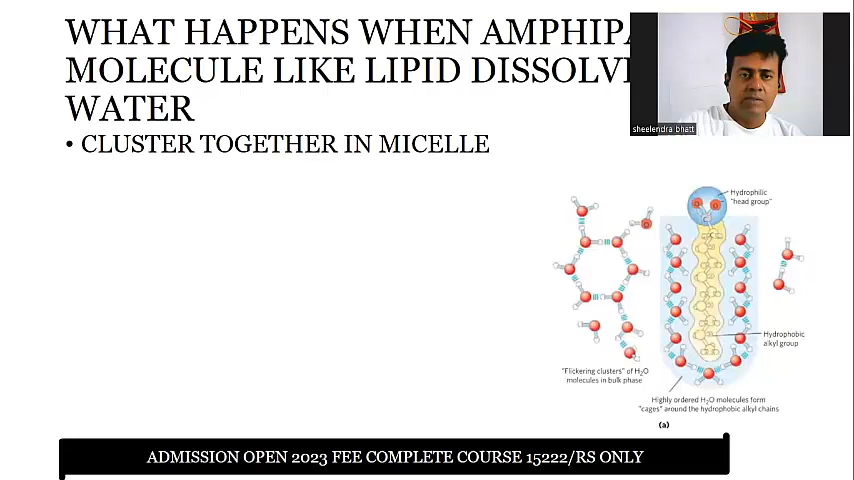 WHAT HAPPENS WHEN
MOLECULE LIKE LIPID
WATER
• CLUSTER TOGETHER IN MICELLE
sheelendra bhatt
Hydrophilic
"head group"
Hydrophobic
alkyl group
"Flickering clusters" of H₂O
molecules in bulk phase
Highly ordered H₂O molecules form
"cages" around the hydrophobic alkyl chains
(a)
ADMISSION OPEN 2023 FEE COMPLETE COURSE 15222/RS ONLY